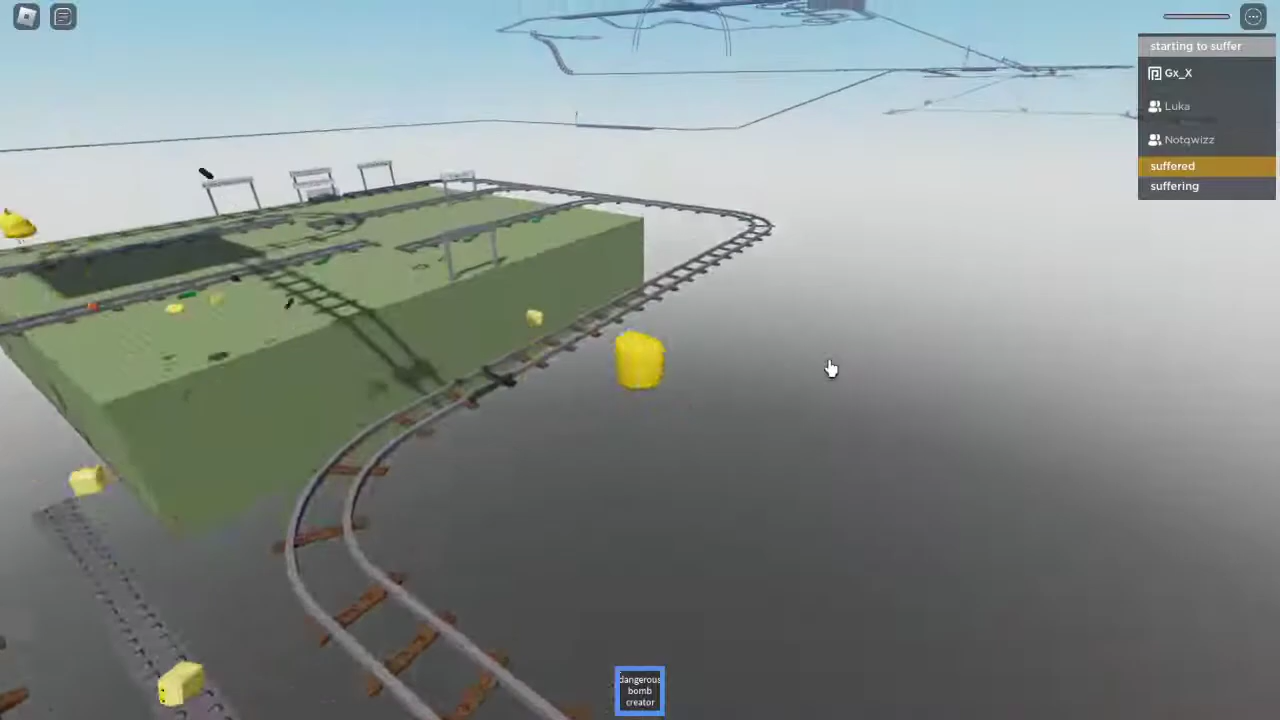 starting to suffer
Gx_X
Luka
Notqwizz
suffered
suffering
dangerous
bomb
creator